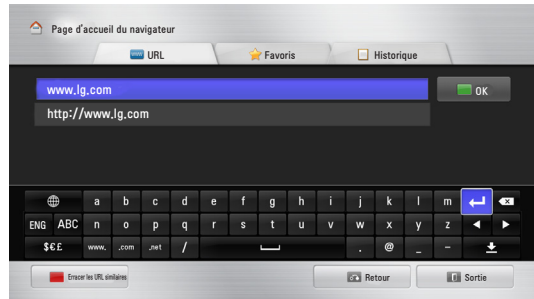 Page d'accueil du navigateur
URL Favoris Historique
www.lg.com OK
http://www.lg.com
a b c d e f g h i j k l m
ENG ABC n o p q r s t u v w x y z
$€£ www. .com .net / . @ _ -
Effacer les URL similaires Retour Sortie